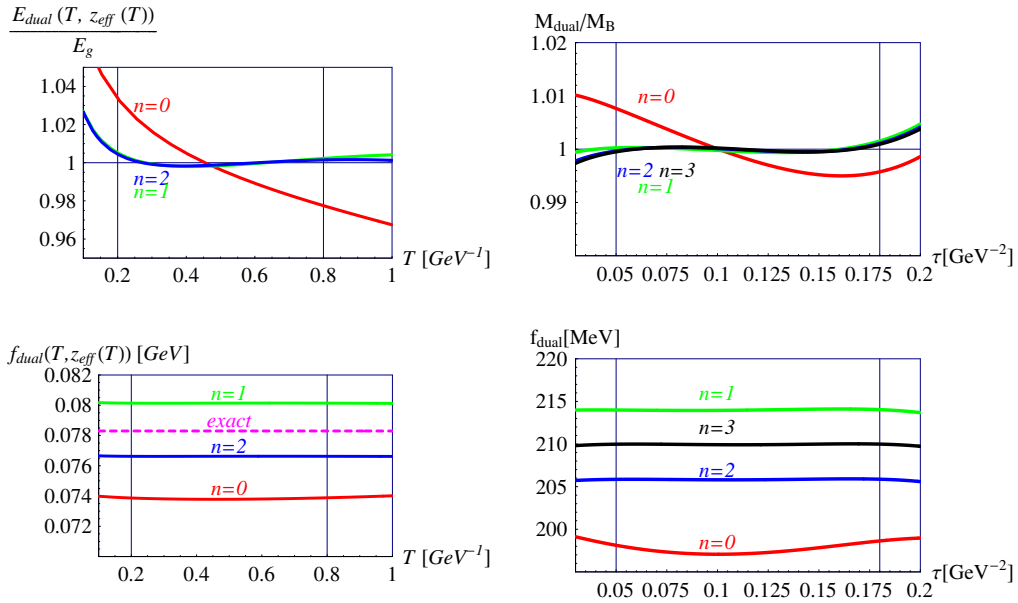 E_dual (T, z_eff (T))
E_g
1.04
1.02
1
0.98
0.96
n=0
n=2
n=1
0.2
0.4
0.6
0.8
1
T [GeV⁻¹]
M_dual/M_B
1.02
1.01
1
0.99
n=0
n=2 n=3
n=1
0.05 0.075 0.1 0.125 0.15 0.175 0.2
τ[GeV⁻²]
f_dual(T,z_eff(T)) [GeV]
0.082
0.08
0.078
0.076
0.074
0.072
n=1
exact
n=2
n=0
0.2
0.4
0.6
0.8
1
T [GeV⁻¹]
f_dual[MeV]
220
215
210
205
200
n=1
n=3
n=2
n=0
0.05 0.075 0.1 0.125 0.15 0.175 0.2
τ[GeV⁻²]